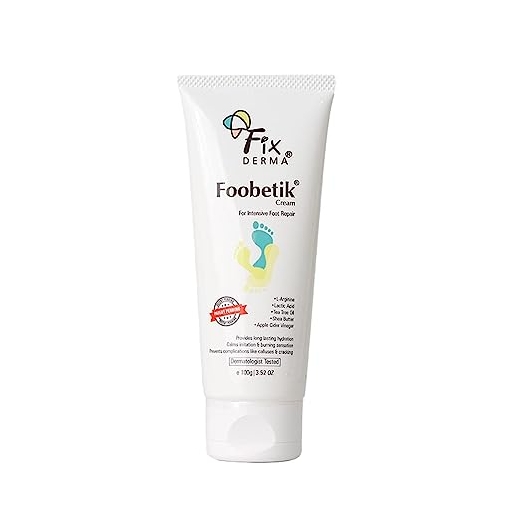 Fix
DERMA®
Foobetik®
Cream
For Intensive Foot Repair
•L-Arginine
•Lactic Acid
•Tea Tree Oil
•Shea Butter
•Apple Cider Vinegar
Provides long lasting hydration
Calms irritation & burning sensation
Prevents complications like calluses & cracking
Dermatologist Tested
e 100g|3.52 OZ